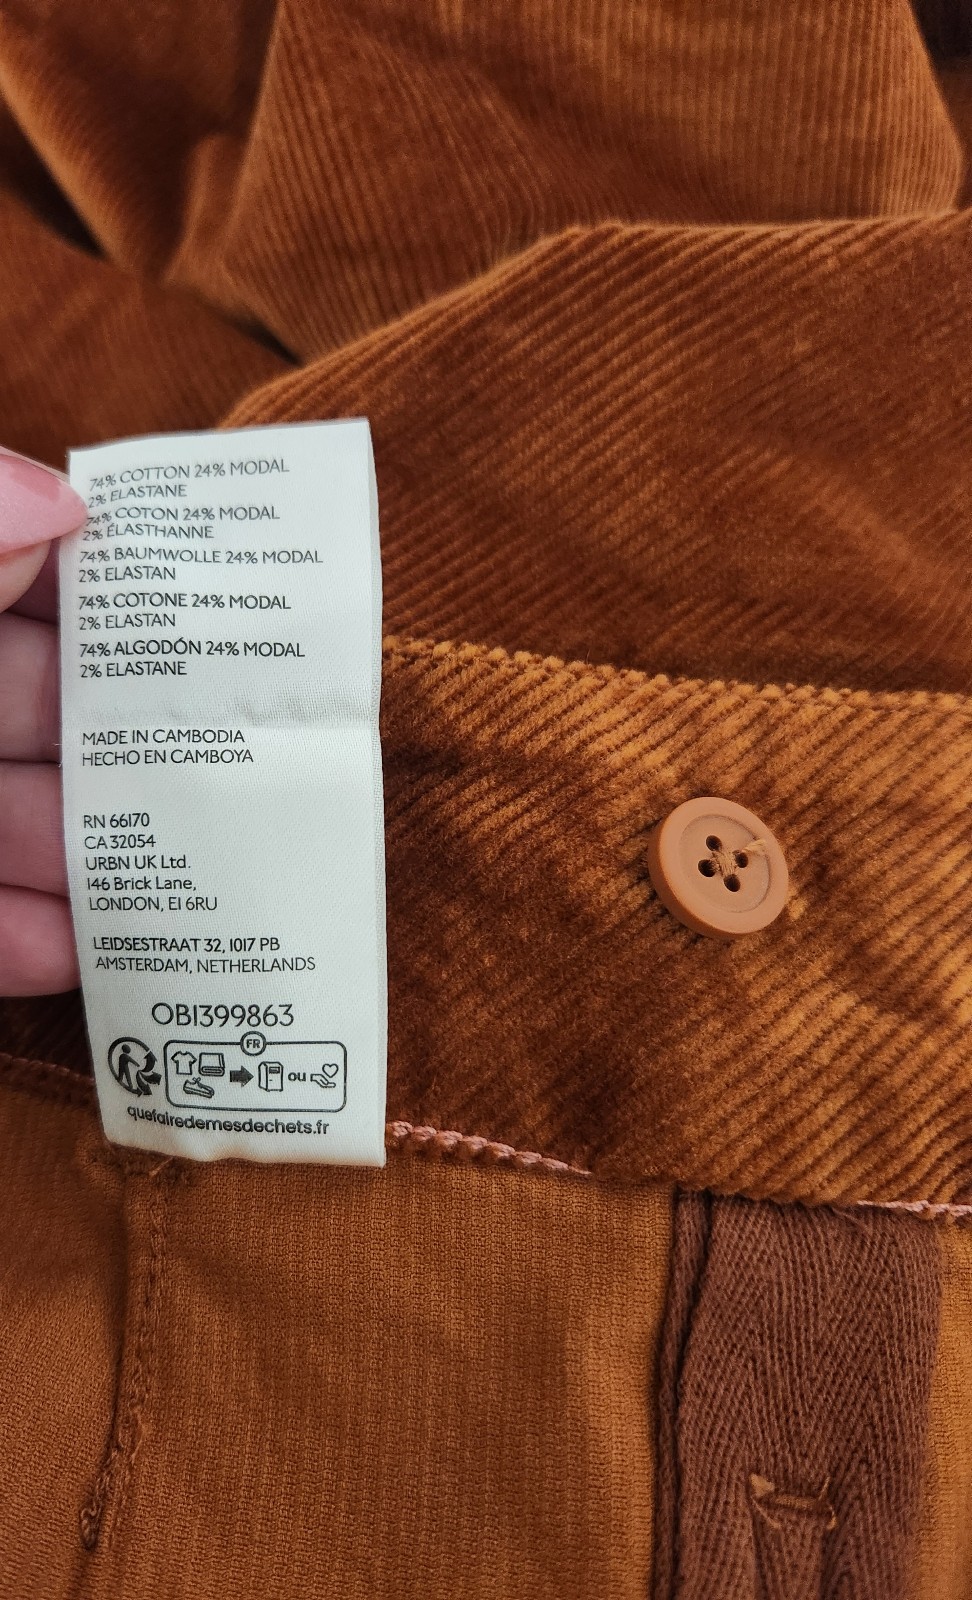 74% COTTON 24% MODAL
2% ELASTANE
74% COTON 24% MODAL
2% ÉLASTHANNE
74% BAUMWOLLE 24% MODAL
2% ELASTAN
74% COTONE 24% MODAL
2% ELASTAN
74% ALGODÓN 24% MODAL
2% ELASTANE
MADE IN CAMBODIA
HECHO EN CAMBOYA
RN 66170
CA 32054
URBN UK Ltd.
146 Brick Lane,
LONDON, E1 6RU
LEIDSESTRAAT 32, 1017 PB
AMSTERDAM, NETHERLANDS
OB1399863
FR
ou
quefairedemesdechets.fr